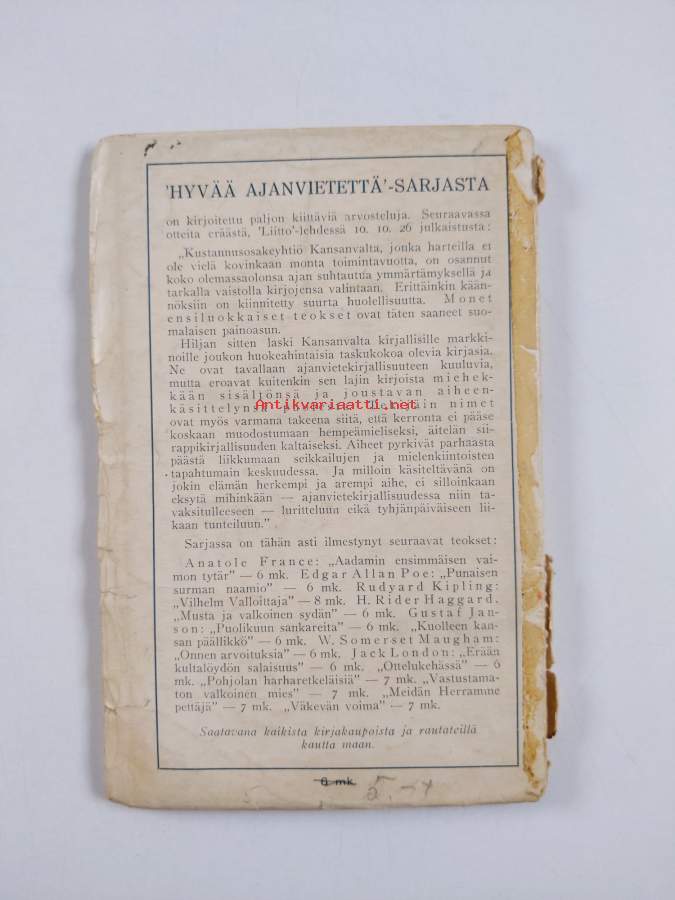 'HYVÄÄ AJANVIETETTÄ'-SARJASTA
on kirjoitettu paljon kiittäviä arvosteluja. Seuraavassa
otteita eräästä, 'Liitto'-lehdessä 10. 10. 26 julkaistusta:
„Kustannusosakeyhtiö Kansanvalta, jonka harteilla ei
ole vielä kovinkaan monta toimintavuotta, on osannut
koko olemassaolonsa ajan suhtautua ymmärtämyksellä ja
tarkalla vaistolla kirjojensa valintaan. Erittäinkin kään-
nöksiin on kiinnitetty suurta huolellisuutta. Monet
ensiluokkaiset teokset ovat täten saaneet suo-
malaisen painoasun.
Hiljan sitten laski Kansanvalta kirjallisille markki-
noille joukon huokeahintaisia taskukokoa olevia kirjasia.
Ne ovat tavallaan ajanvietekirjallisuuteen kuuluvia,
mutta eroavat kuitenkin sen lajin kirjoista miehek-
kään sisältönsä ja joustavan aiheen-
käsittelynsä Tekijäin nimet
Antikvariaatti.net
ovat myös varmana takeena siitä, että kerronta ei pääse
koskaan muodostumaan hempeämieliseksi, äitelän sii-
rappikirjallisuuden kaltaiseksi. Aiheet pyrkivät parhaasta
päästä liikkumaan seikkailujen ja mielenkiintoisten
tapahtumain keskuudessa. Ja milloin käsiteltävänä on
jokin elämän herkempi ja arempi aihe, ei silloinkaan
eksytä mihinkään — ajanvietekirjallisuudessa niin ta-
vaksitulleeseen — luritteluun eikä tyhjänpäiväiseen lii-
kaan tunteiluun."
Sarjassa on tähän asti ilmestynyt seuraavat teokset:
Anatole France: „Aadamin ensimmäisen vai-
mon tytär" — 6 mk. Edgar Allan Poe: „Punaisen
surman naamio" — 6 mk. Rudyard Kipling:
„Vilhelm Valloittaja" — 8 mk. H. Rider Haggard.
„Musta ja valkoinen sydän" — 6 mk. Gustaf Jan-
son: „Puolikuun sankareita" — 6 mk. „Kuolleen kan-
san päällikkö" — 6 mk. W. Somerset Maugham:
„Onnen arvoituksia" — 6 mk. Jack London: „Erään
kultalöydön salaisuus" — 6 mk. „Ottelukehässä" — 6
mk. „Pohjolan harharetkeläisiä" — 7 mk. „Vastustama-
ton valkoinen mies" — 7 mk. „Meidän Herramme
pettäjä" — 7 mk. „Väkevän voima" — 7 mk.
Saatavana kaikista kirjakaupoista ja rautateillä
kautta maan.
6 mk 5.—